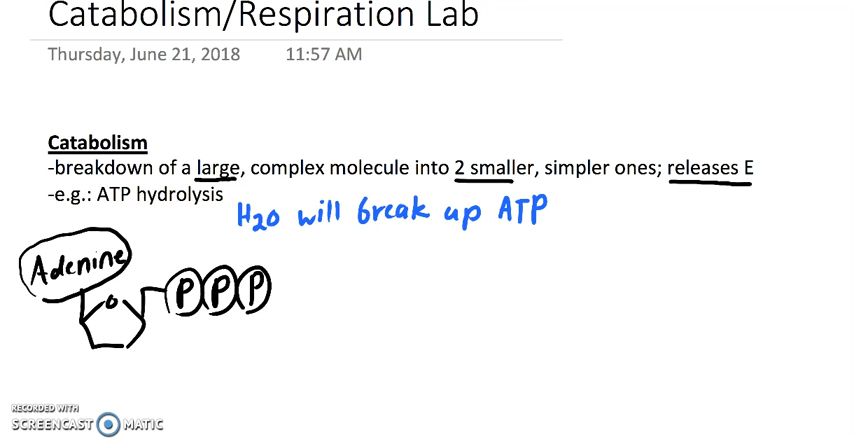 Catabolism/Respiration Lab
Thursday, June 21, 2018 11:57 AM
Catabolism
-breakdown of a large, complex molecule into 2 smaller, simpler ones; releases E
-e.g.: ATP hydrolysis
H20 will break up ATP
Adenine
O
P P P
RECORDED WITH
SCREENCAST MATIC